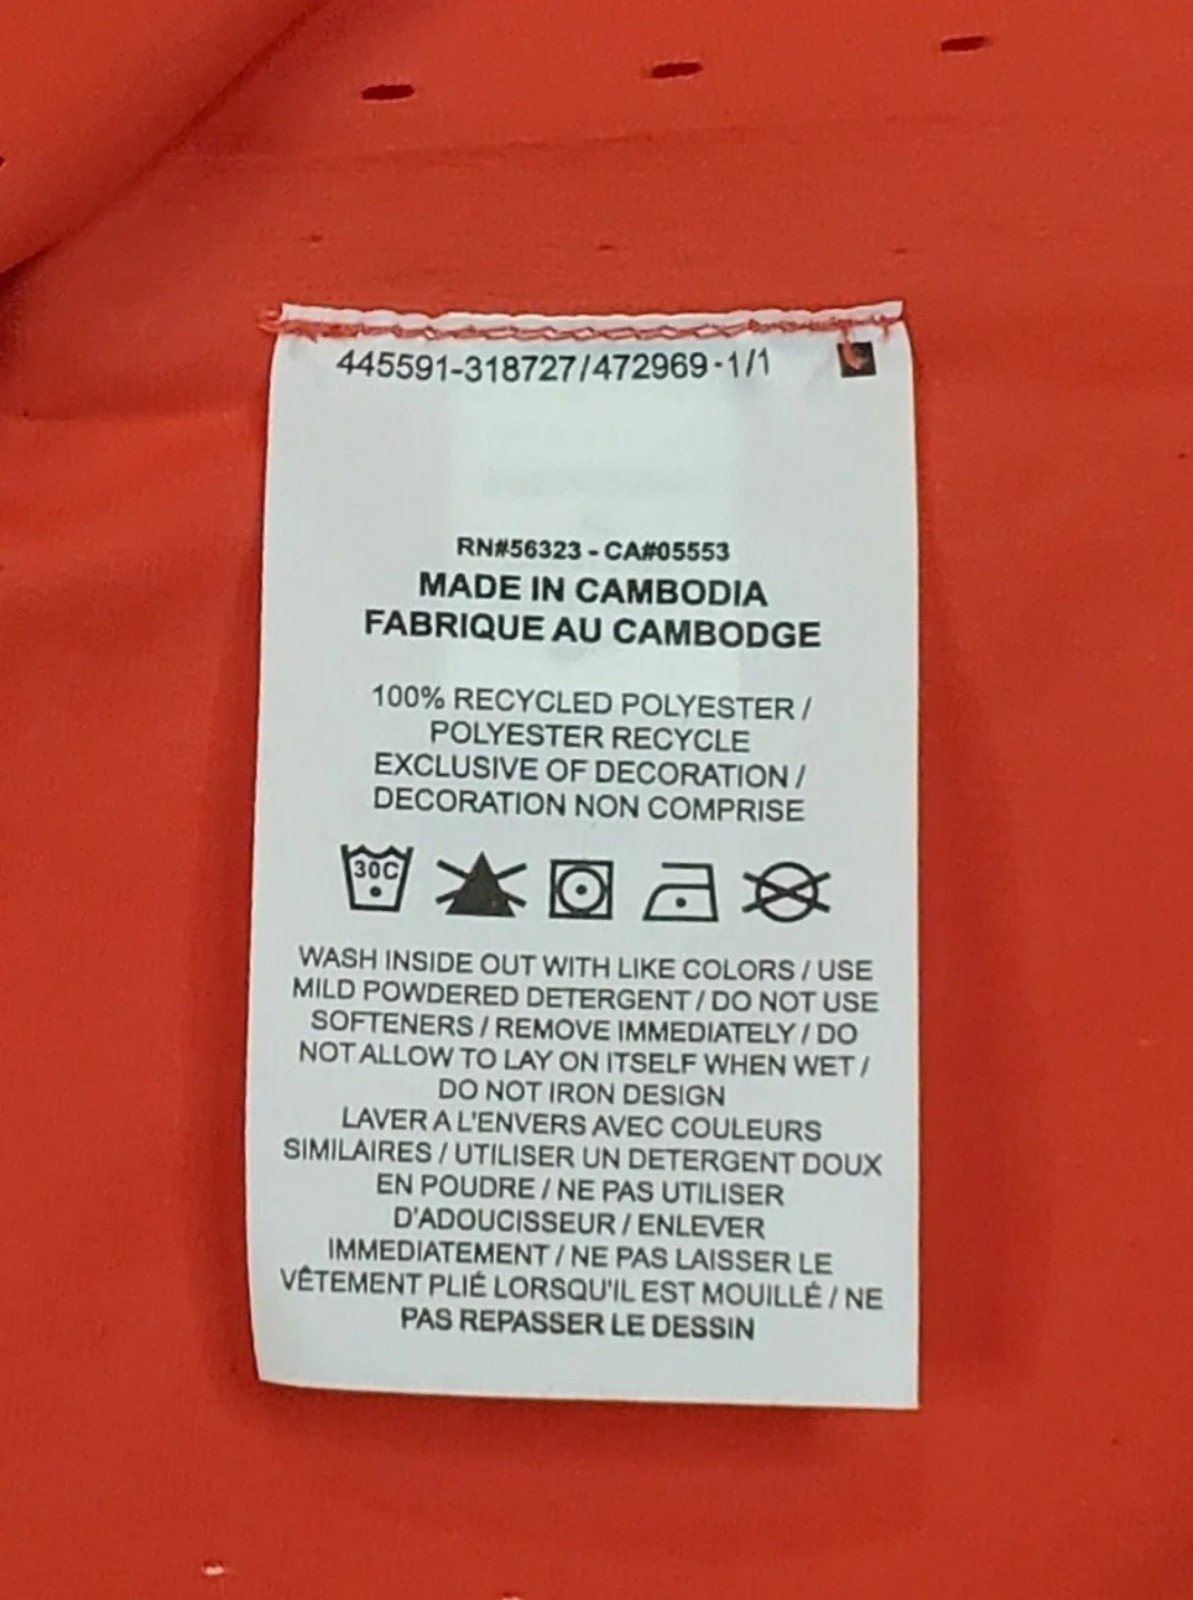 445591-318727/472969-1/1
RN#56323 - CA#05553
MADE IN CAMBODIA
FABRIQUE AU CAMBODGE
100% RECYCLED POLYESTER /
POLYESTER RECYCLE
EXCLUSIVE OF DECORATION /
DECORATION NON COMPRISE
30C
WASH INSIDE OUT WITH LIKE COLORS / USE
MILD POWDERED DETERGENT / DO NOT USE
SOFTENERS / REMOVE IMMEDIATELY / DO
NOT ALLOW TO LAY ON ITSELF WHEN WET /
DO NOT IRON DESIGN
LAVER A L'ENVERS AVEC COULEURS
SIMILAIRES / UTILISER UN DETERGENT DOUX
EN POUDRE / NE PAS UTILISER
D'ADOUCISSEUR / ENLEVER
IMMEDIATEMENT / NE PAS LAISSER LE
VÊTEMENT PLIÉ LORSQU'IL EST MOUILLÉ / NE
PAS REPASSER LE DESSIN